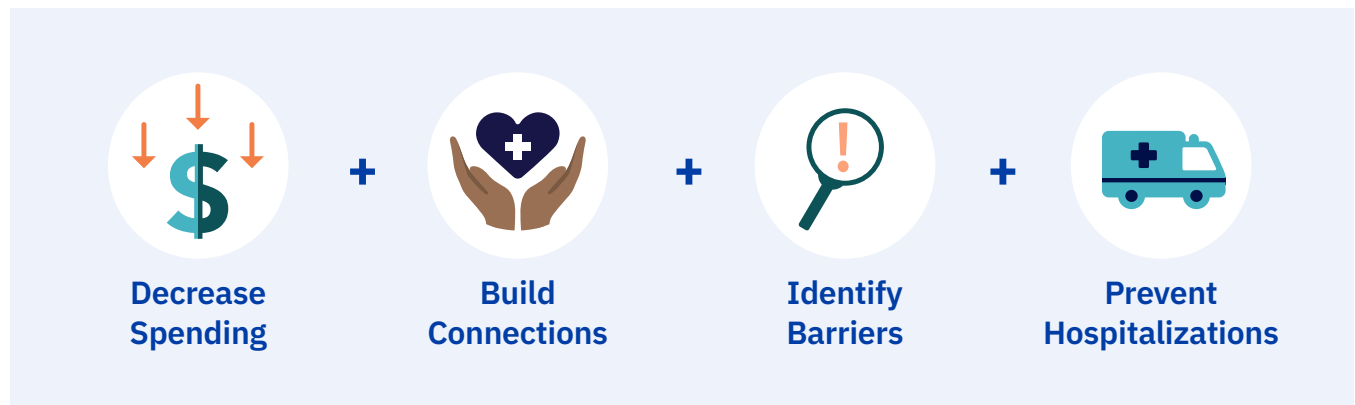 Decrease
Spending
+
Build
Connections
+
Identify
Barriers
+
Prevent
Hospitalizations